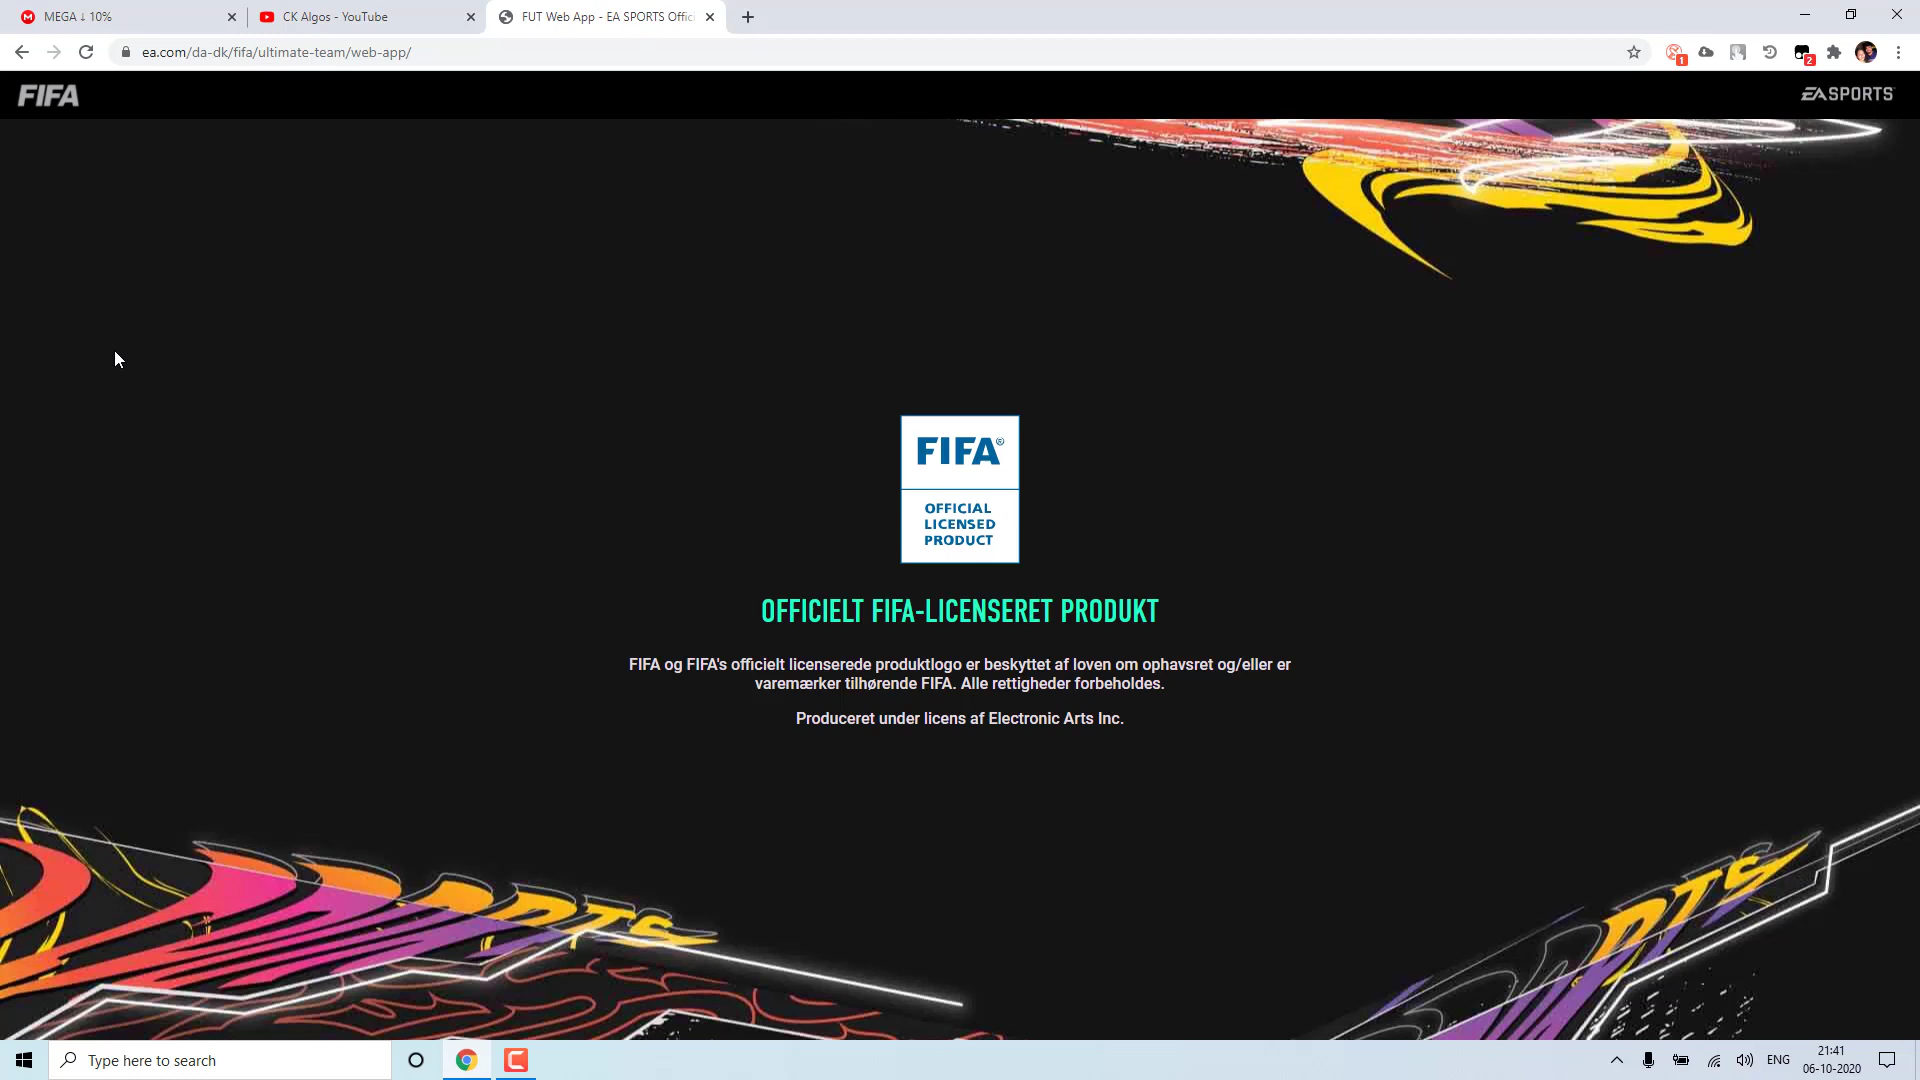 MEGA ↓ 10%
CK Algos - YouTube
FUT Web App - EA SPORTS Offici
ea.com/da-dk/fifa/ultimate-team/web-app/
1
2
FIFA
EA SPORTS
FIFA®
OFFICIAL
LICENSED
PRODUCT
OFFICIELT FIFA-LICENSERET PRODUKT
FIFA og FIFA's officielt licenserede produktlogo er beskyttet af loven om ophavsret og/eller er
varemærker tilhørende FIFA. Alle rettigheder forbeholdes.
Produceret under licens af Electronic Arts Inc.
Type here to search
ENG
21:41
06-10-2020